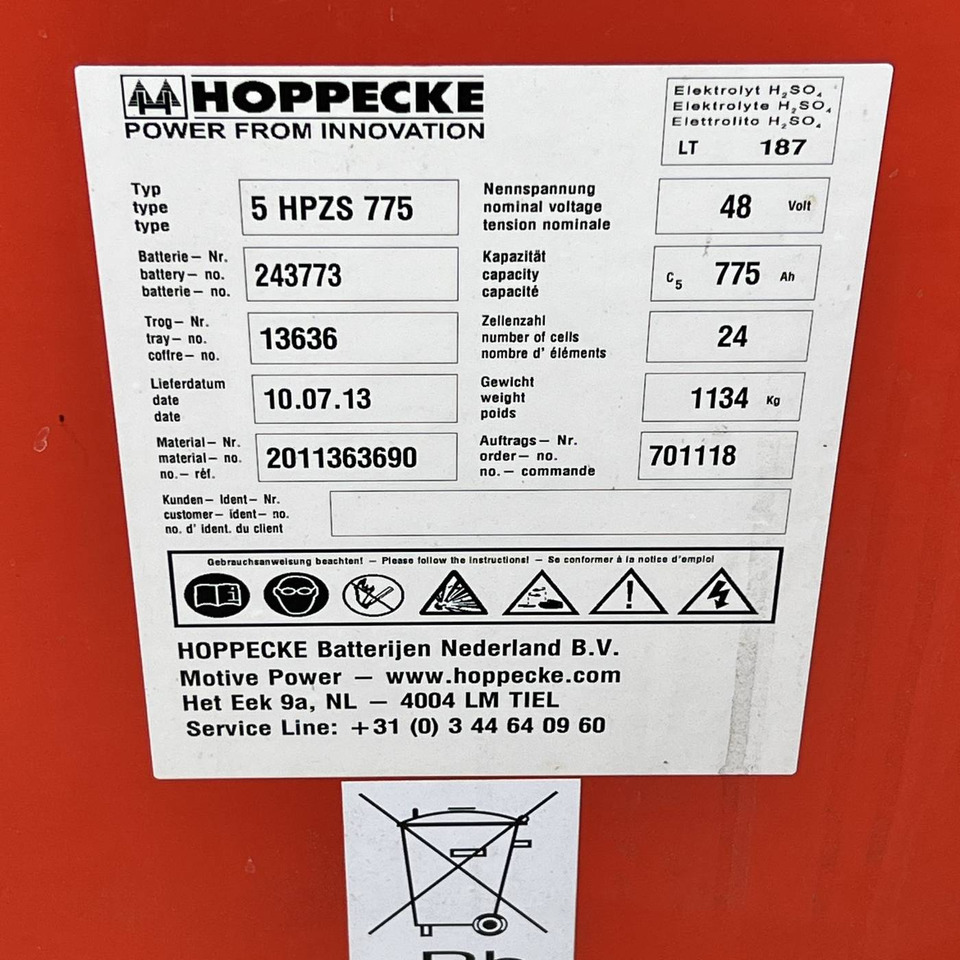 HOPPECKE
POWER FROM INNOVATION
Elektrolyt H₂SO₄
Elektrolyte H₂SO₄
Elettrolito H₂SO₄
LT 187
Typ
type
type
5 HPZS 775
Nennspannung
nominal voltage
tension nominale
48 Volt
Batterie– Nr.
battery– no.
batterie– no.
243773
Kapazität
capacity
capacité
C₅ 775 Ah
Trog– Nr.
tray– no.
coffre– no.
13636
Zellenzahl
number of cells
nombre d' éléments
24
Lieferdatum
date
date
10.07.13
Gewicht
weight
poids
1134 Kg
Material– Nr.
material– no.
no.– réf.
2011363690
Auftrags– Nr.
order– no.
no.– commande
701118
Kunden– Ident– Nr.
customer– ident– no.
no. d' ident. du client
Gebrauchsanweisung beachten! – Please follow the instructions! – Se conformer à la notice d'emploi
HOPPECKE Batterijen Nederland B.V.
Motive Power – www.hoppecke.com
Het Eek 9a, NL – 4004 LM TIEL
Service Line: +31 (0) 3 44 64 09 60
Pb